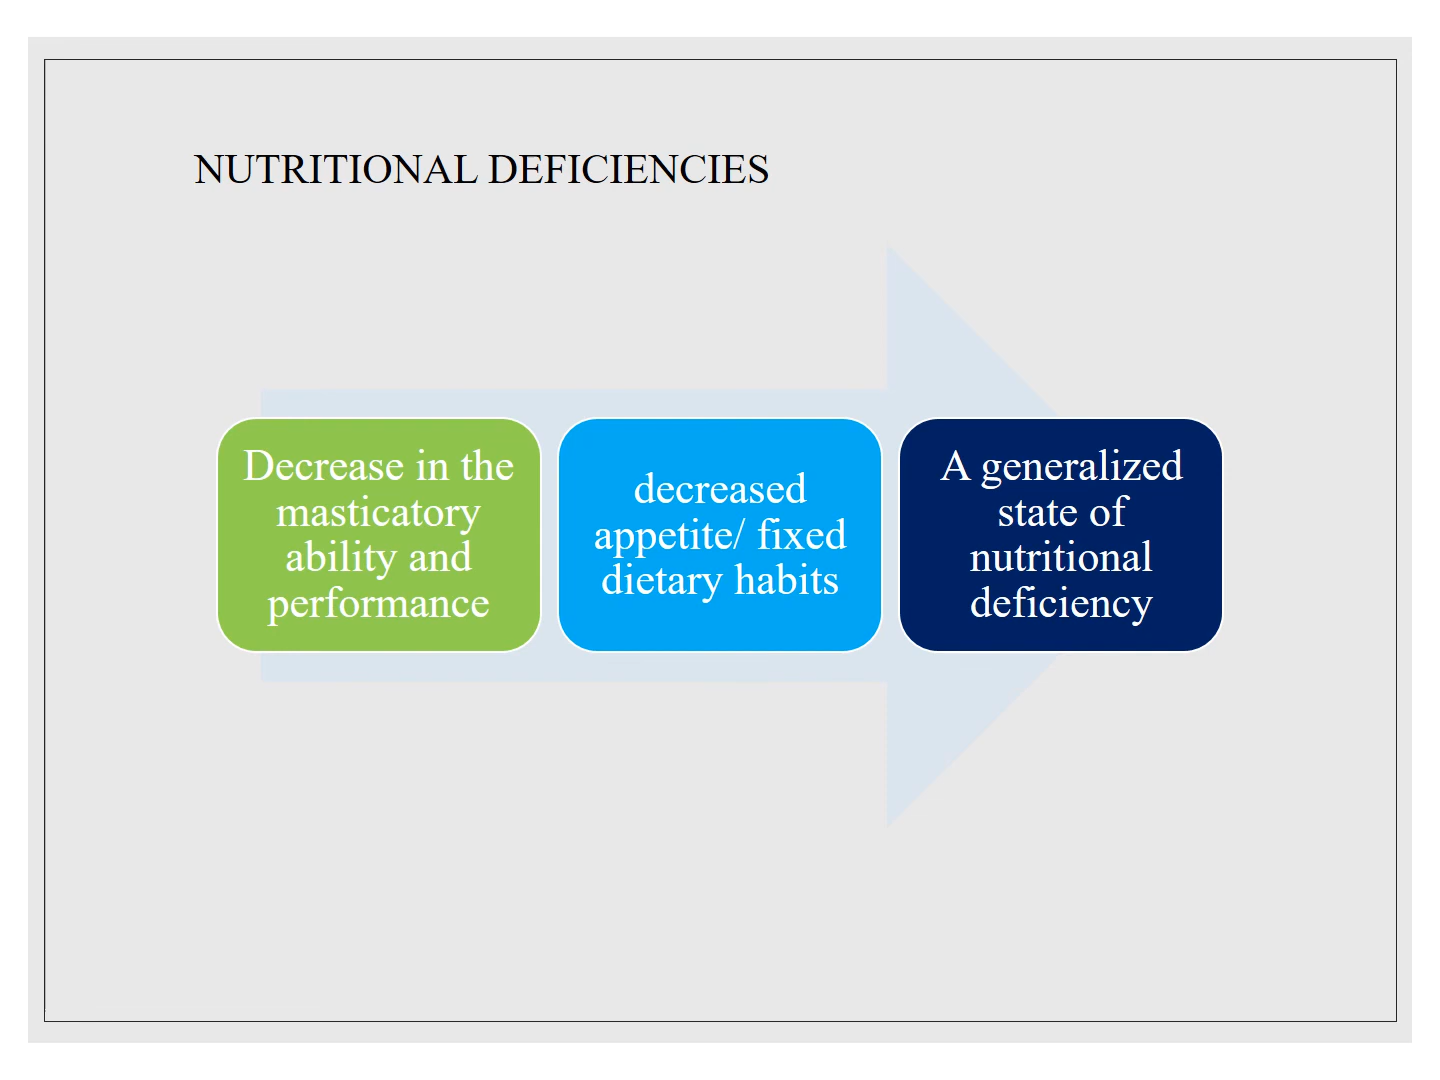 NUTRITIONAL DEFICIENCIES
Decrease in the
masticatory
ability and
performance
decreased
appetite/ fixed
dietary habits
A generalized
state of
nutritional
deficiency